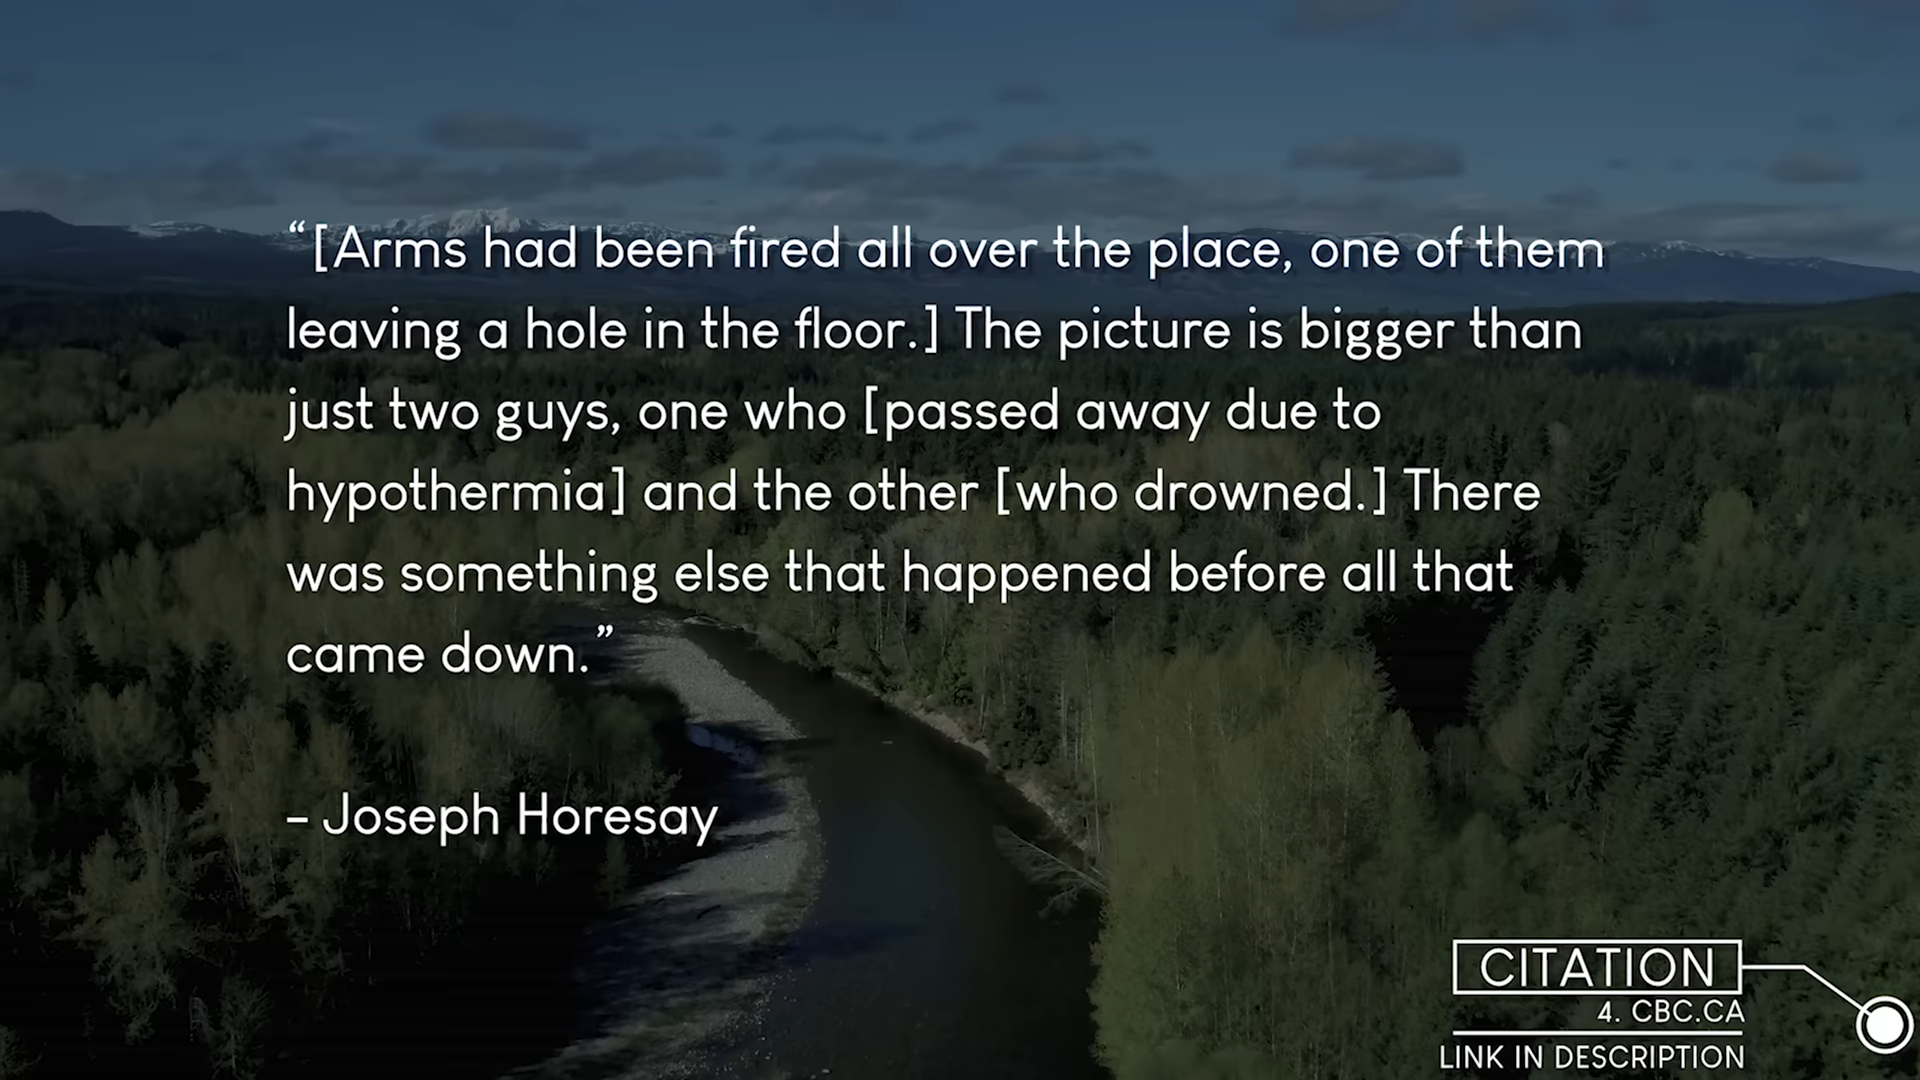 “[Arms had been fired all over the place, one of them
leaving a hole in the floor.] The picture is bigger than
just two guys, one who [passed away due to
hypothermia] and the other [who drowned.] There
was something else that happened before all that
came down.”
– Joseph Horesay
CITATION
4. CBC.CA
LINK IN DESCRIPTION